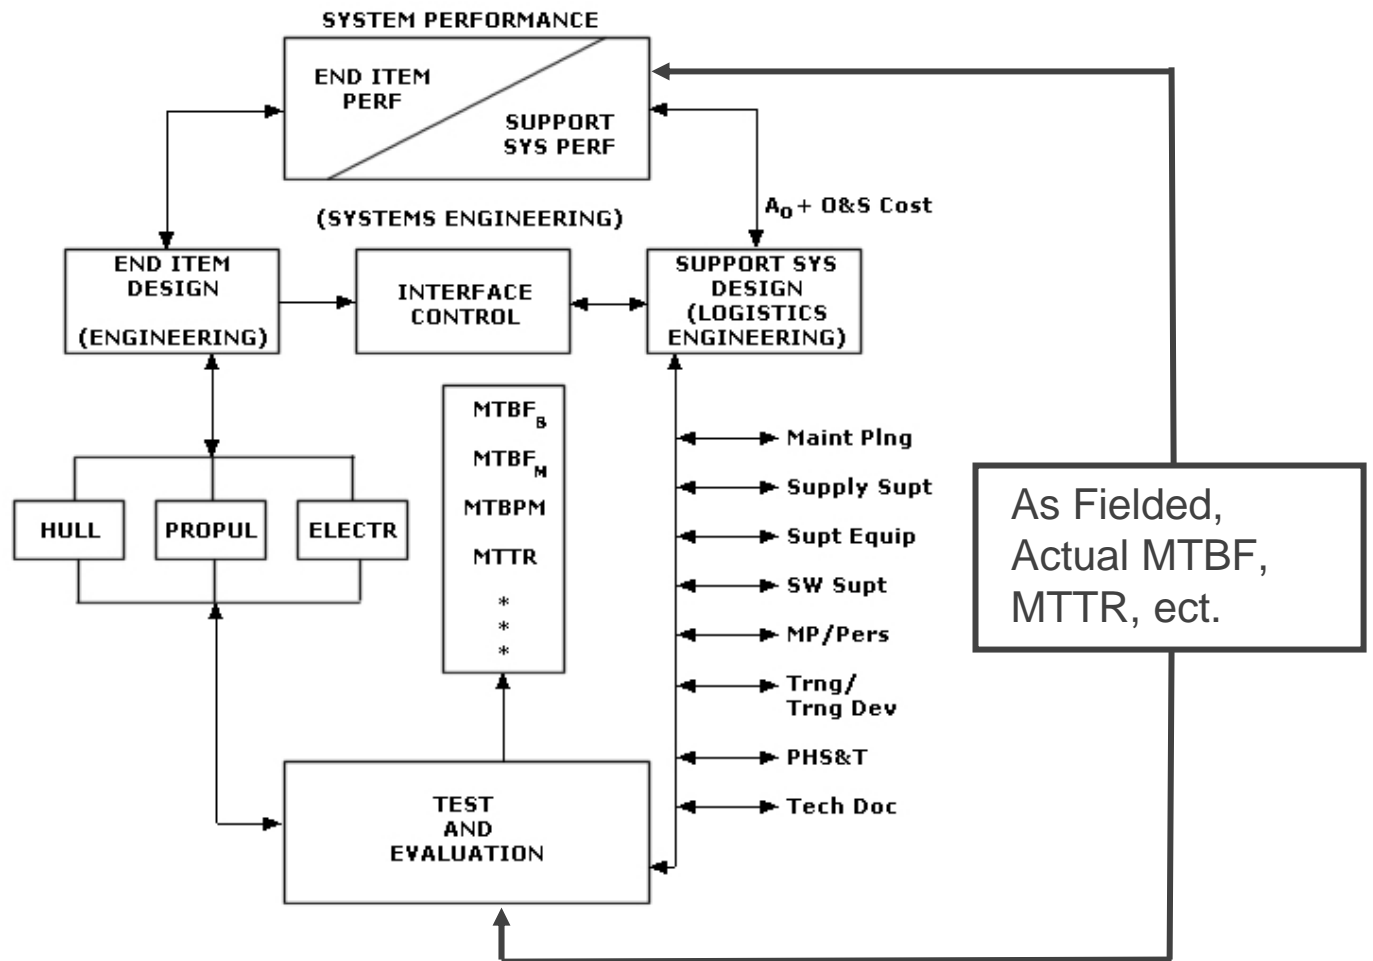 SYSTEM PERFORMANCE
END ITEM
PERF
SUPPORT
SYS PERF
A₀ + O&S Cost
(SYSTEMS ENGINEERING)
END ITEM
DESIGN
(ENGINEERING)
INTERFACE
CONTROL
SUPPORT SYS
DESIGN
(LOGISTICS
ENGINEERING)
MTBF B
MTBF M
MTBPM
MTTR
*
*
*
HULL
PROPUL
ELECTR
Maint Plng
Supply Supt
Supt Equip
SW Supt
MP/Pers
Trng/
Trng Dev
PHS&T
Tech Doc
As Fielded,
Actual MTBF,
MTTR, ect.
TEST
AND
EVALUATION